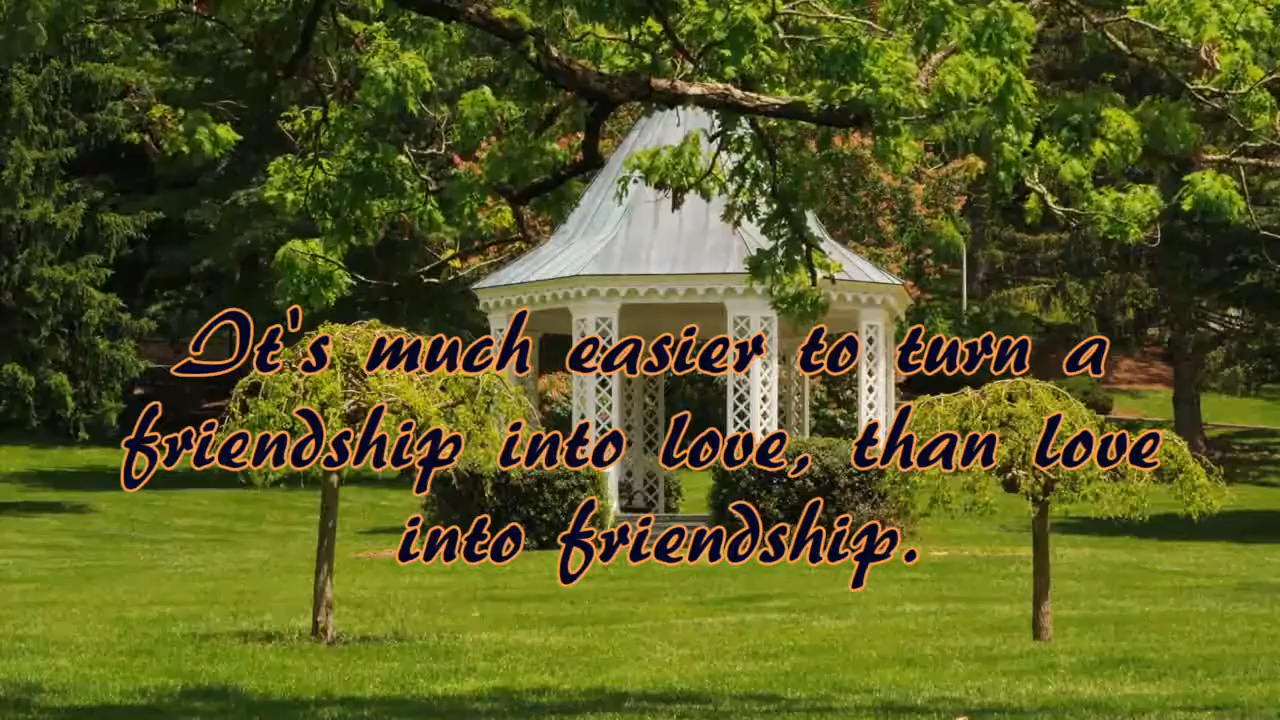 It's much easier to turn a
friendship into love, than love
into friendship.